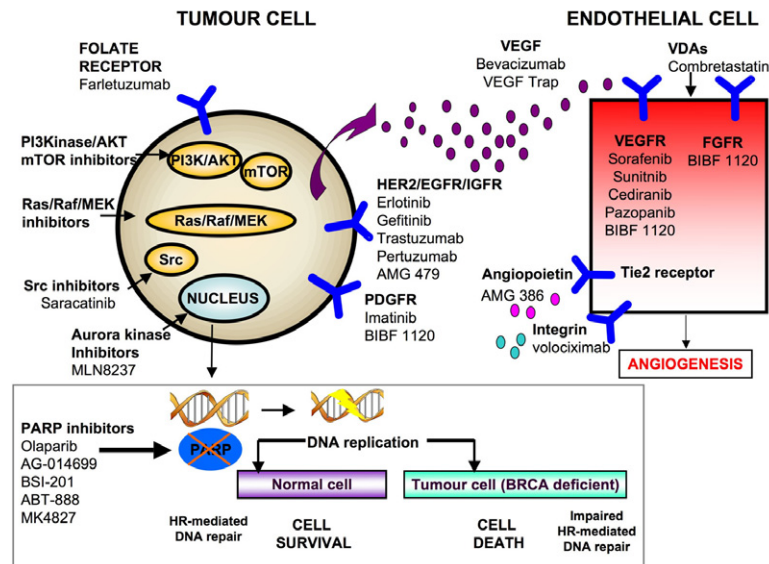 TUMOUR CELL
ENDOTHELIAL CELL
FOLATE
RECEPTOR
Farletuzumab
VEGF
Bevacizumab
VEGF Trap
VDAs
Combretastatin
PI3Kinase/AKT
mTOR inhibitors
PI3K/AKT
mTOR
Ras/Raf/MEK
inhibitors
Ras/Raf/MEK
Src
Src inhibitors
Saracatinib
NUCLEUS
Aurora kinase
Inhibitors
MLN8237
HER2/EGFR/IGFR
Erlotinib
Gefitinib
Trastuzumab
Pertuzumab
AMG 479
PDGFR
Imatinib
BIBF 1120
VEGFR
Sorafenib
Sunitnib
Cediranib
Pazopanib
BIBF 1120
FGFR
BIBF 1120
Angiopoietin
AMG 386
Tie2 receptor
Integrin
volociximab
ANGIOGENESIS
PARP inhibitors
Olaparib
AG-014699
BSI-201
ABT-888
MK4827
PARP
DNA replication
Normal cell
Tumour cell (BRCA deficient)
HR-mediated
DNA repair
CELL
SURVIVAL
CELL
DEATH
Impaired
HR-mediated
DNA repair